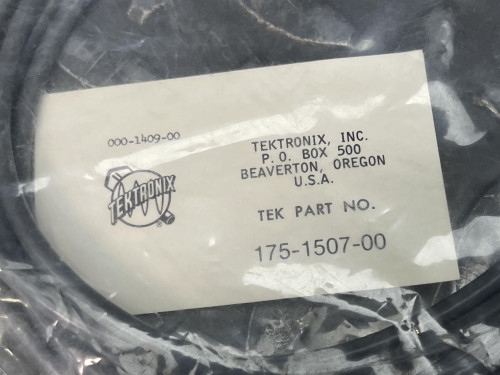 000-1409-00
TEKTRONIX
®
TEKTRONIX, INC.
P. O. BOX 500
BEAVERTON, OREGON
U.S.A.
TEK PART NO.
175-1507-00